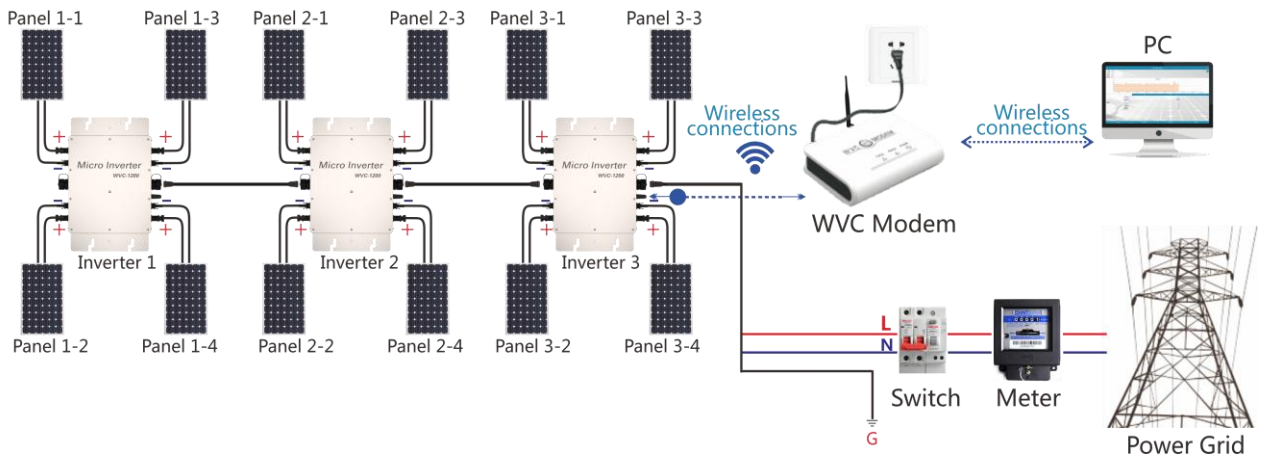 Panel 1-1
Panel 1-3
Panel 2-1
Panel 2-3
Panel 3-1
Panel 3-3
PC
Wireless
connections
Wireless
connections
+ + + + + +
Micro Inverter
WVC-1200
Micro Inverter
WVC-1200
Micro Inverter
WVC-1200
WVC MODEM
- - - - - -
- - - - - -
+ + + + + +
WVC Modem
Inverter 1
Inverter 2
Inverter 3
Panel 1-2
Panel 1-4
Panel 2-2
Panel 2-4
Panel 3-2
Panel 3-4
L
N
Switch
Meter
G
Power Grid